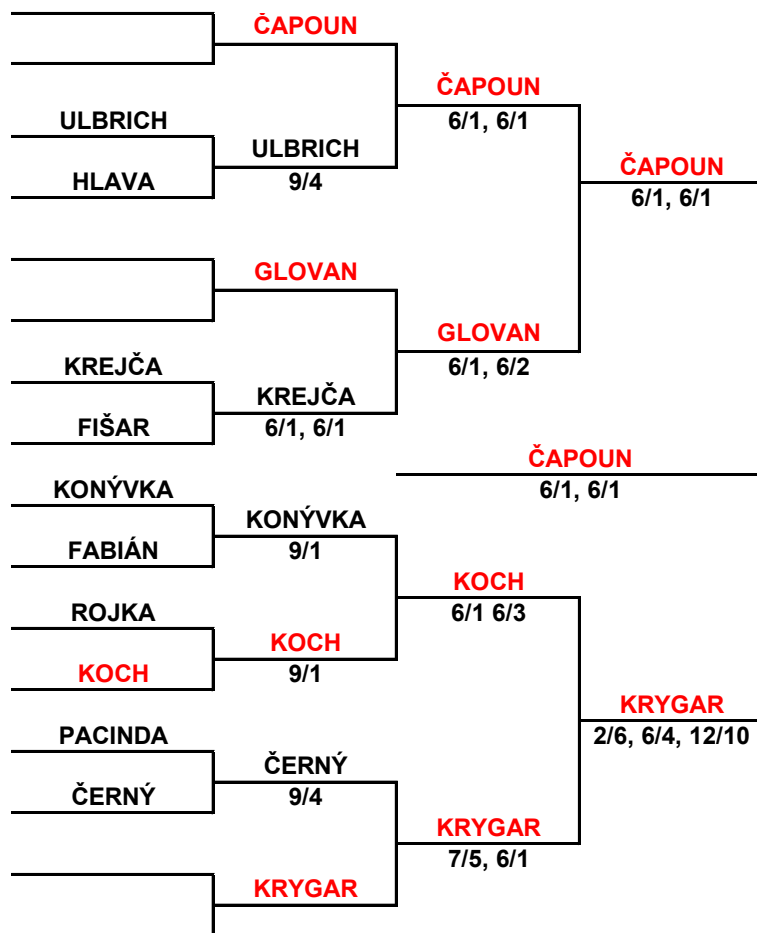 ČAPOUN
ČAPOUN
6/1, 6/1
ULBRICH
ULBRICH
9/4
HLAVA
ČAPOUN
6/1, 6/1
GLOVAN
GLOVAN
6/1, 6/2
KREJČA
KREJČA
6/1, 6/1
FIŠAR
ČAPOUN
6/1, 6/1
KONÝVKA
KONÝVKA
9/1
FABIÁN
KOCH
6/1 6/3
ROJKA
KOCH
9/1
KOCH
KRYGAR
2/6, 6/4, 12/10
PACINDA
ČERNÝ
9/4
ČERNÝ
KRYGAR
7/5, 6/1
KRYGAR